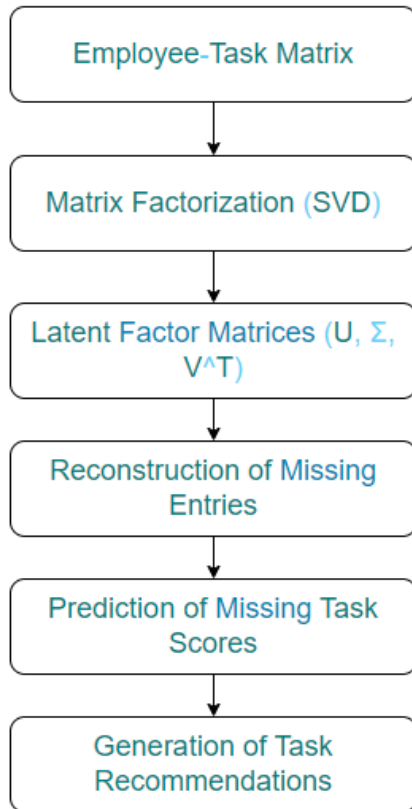 Employee-Task Matrix
Matrix Factorization (SVD)
Latent Factor Matrices (U, Σ,
V^T)
Reconstruction of Missing
Entries
Prediction of Missing Task
Scores
Generation of Task
Recommendations